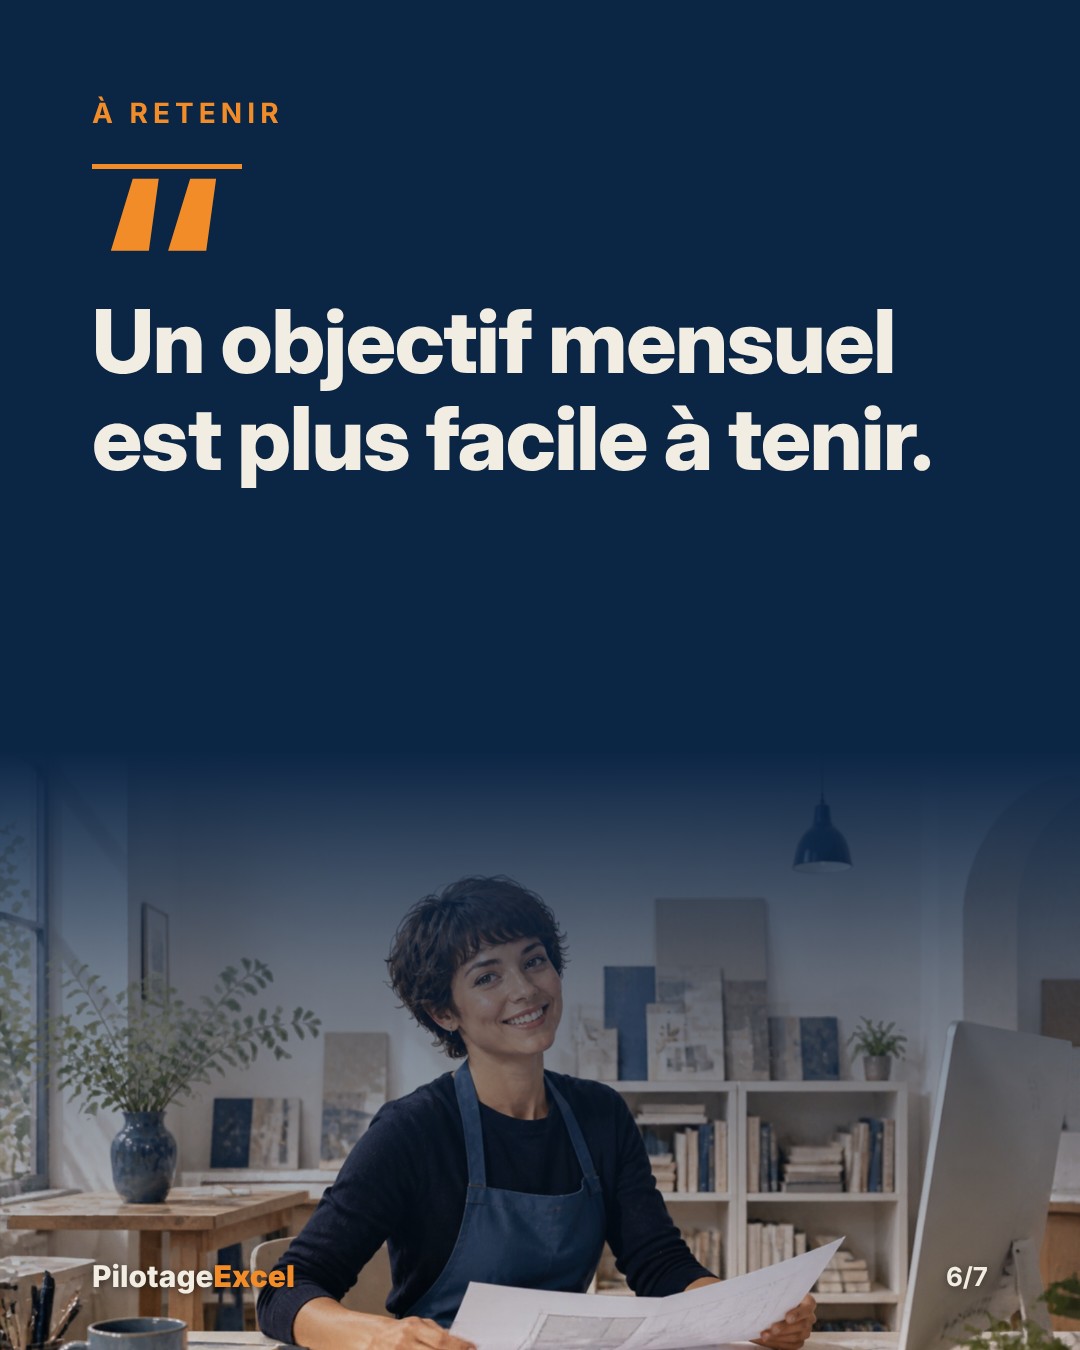 À RETENIR
"
Un objectif mensuel
est plus facile à tenir.
PilotageExcel
6/7